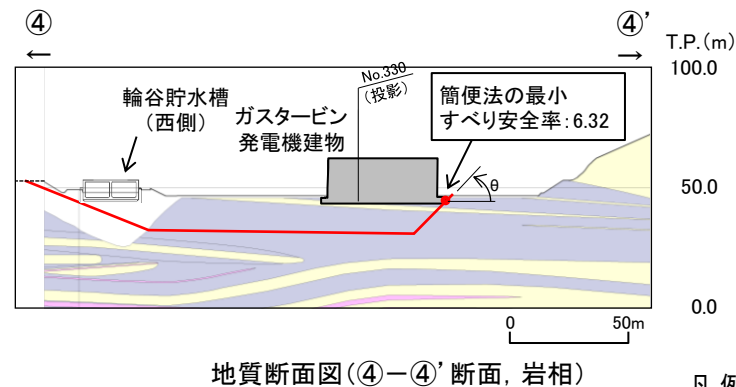 ④
④’
←
→
T.P.(m)
100.0
50.0
0.0
輪谷貯水槽
(西側)
ガスタービン
発電機建物
No.330
(投影)
簡便法の最小
すべり安全率:6.32
θ
0
50m
地質断面図(④-④’断面, 岩相)
凡 例